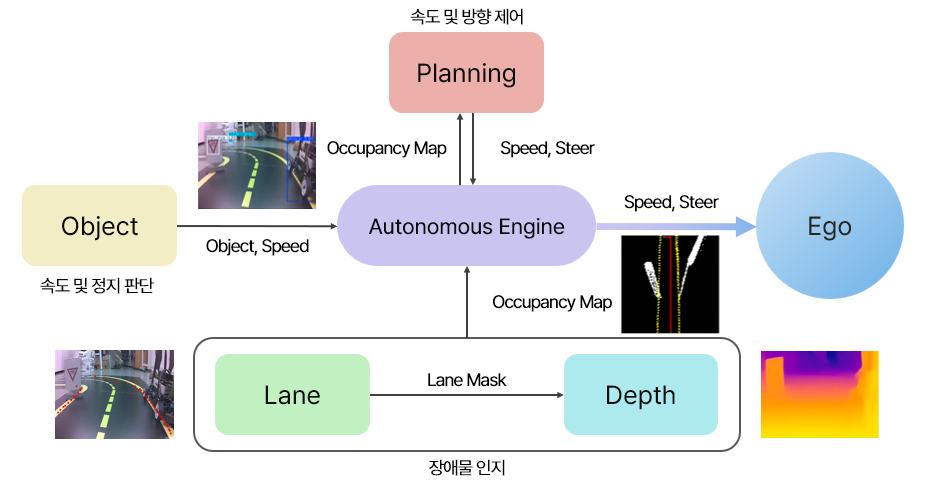 속도 및 방향 제어
Planning
Occupancy Map
Speed, Steer
Object
Object, Speed
속도 및 정지 판단
Autonomous Engine
Speed, Steer
Ego
Occupancy Map
Lane
Lane Mask
Depth
장애물 인지